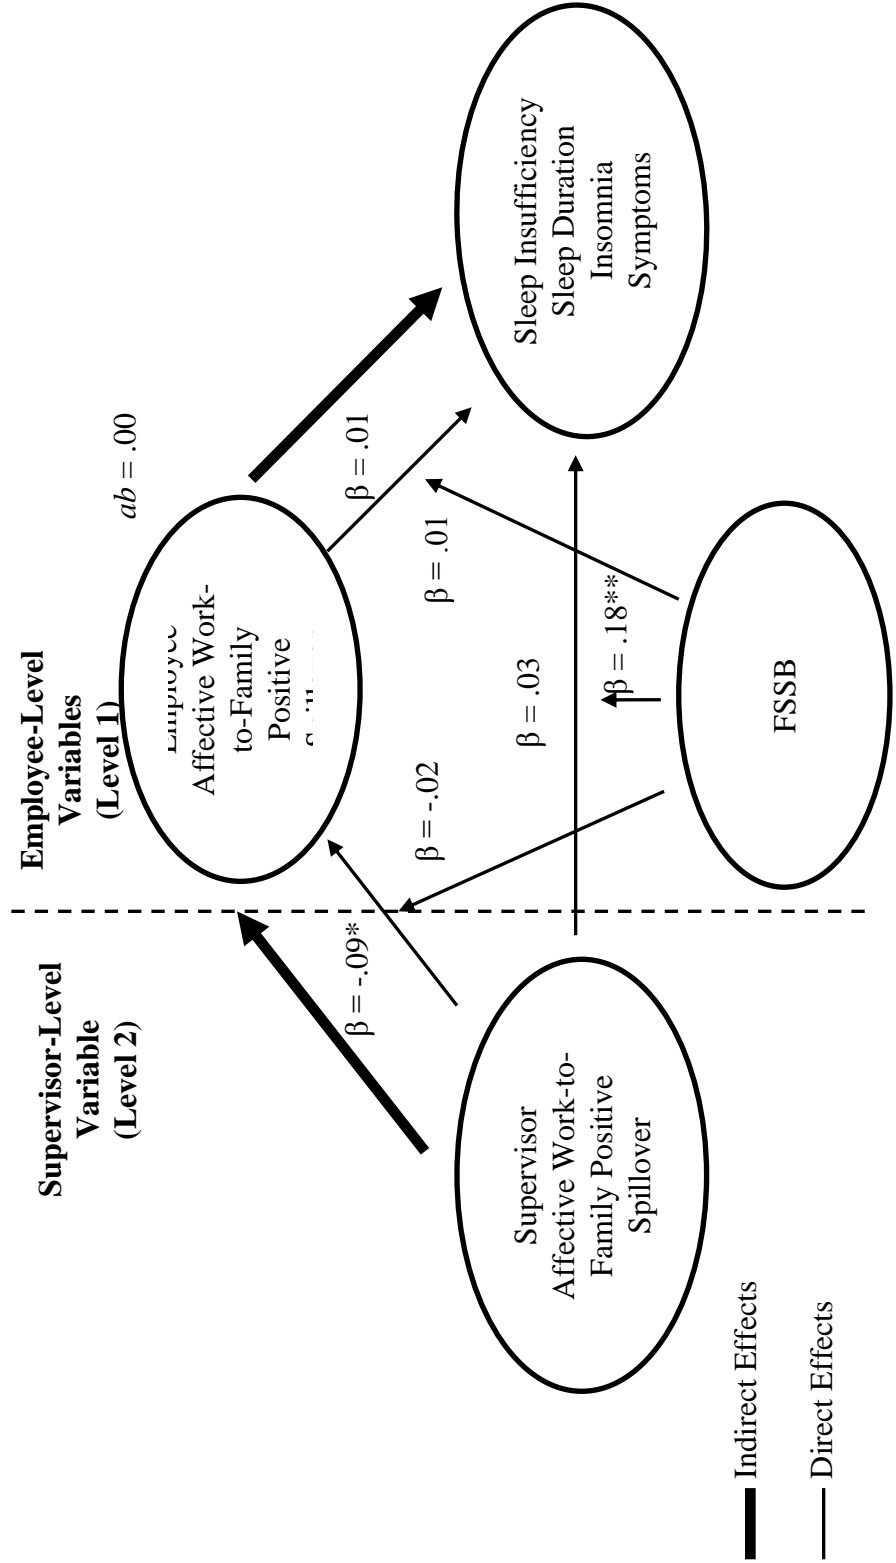 Supervisor-Level
Variable
(Level 2)
Employee-Level
Variables
(Level 1)
ab = .00
Affective Work-
to-Family
Positive
β = -.09*
β = .01
β = -.02
β = .01
Supervisor
Affective Work-to-
Family Positive
Spillover
β = .03
Sleep Insufficiency
Sleep Duration
Insomnia
Symptoms
β = .18**
FSSB
Indirect Effects
Direct Effects